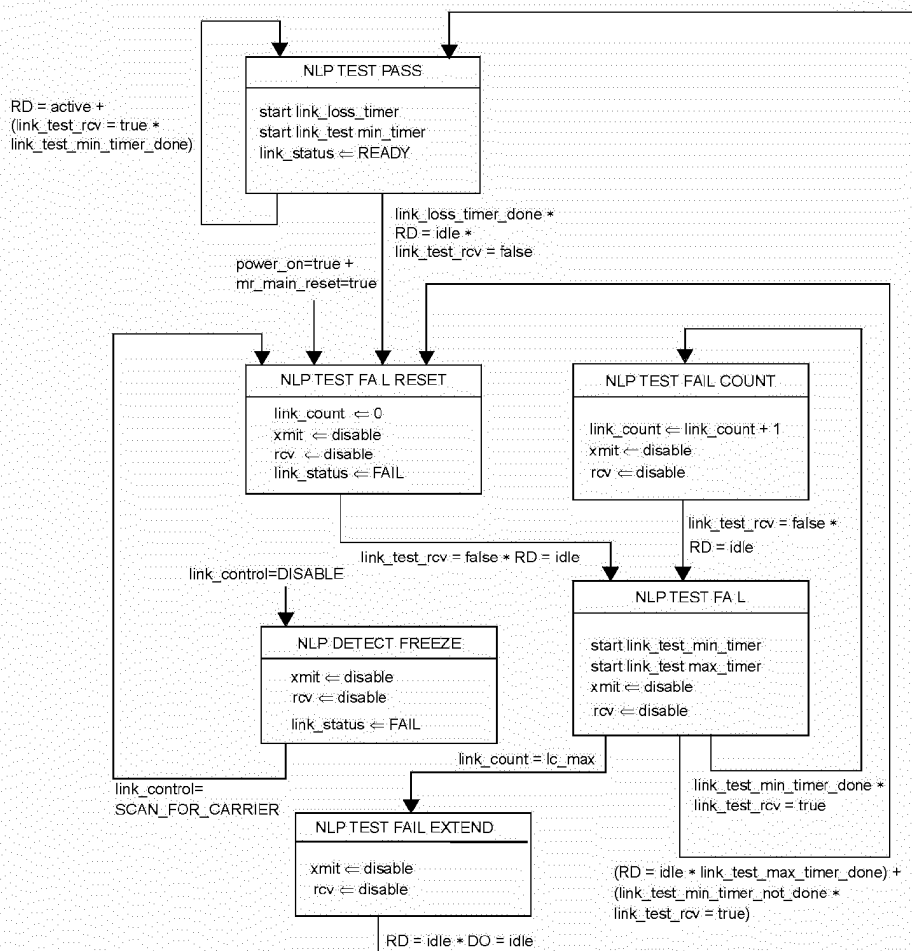 NLP TEST PASS
RD = active +
(link_test_rcv = true *
link_test_min_timer_done)
start link_loss_timer
start link_test min_timer
link_status ⇐ READY
link_loss_timer_done *
RD = idle *
link_test_rcv = false
power_on=true +
mr_main_reset=true
NLP TEST FA L RESET
link_count ⇐ 0
xmit ⇐ disable
rcv ⇐ disable
link_status ⇐ FAIL
NLP TEST FAIL COUNT
link_count ⇐ link_count + 1
xmit ⇐ disable
rcv ⇐ disable
link_test_rcv = false *
RD = idle
link_test_rcv = false * RD = idle
link_control=DISABLE
NLP TEST FA L
start link_test_min_timer
start link_test max_timer
xmit ⇐ disable
rcv ⇐ disable
NLP DETECT FREEZE
xmit ⇐ disable
rcv ⇐ disable
link_status ⇐ FAIL
link_count = lc_max
link_control=
SCAN_FOR_CARRIER
link_test_min_timer_done *
link_test_rcv = true
NLP TEST FAIL EXTEND
xmit ⇐ disable
rcv ⇐ disable
(RD = idle * link_test_max_timer_done) +
(link_test_min_timer_not_done *
link_test_rcv = true)
RD = idle * DO = idle